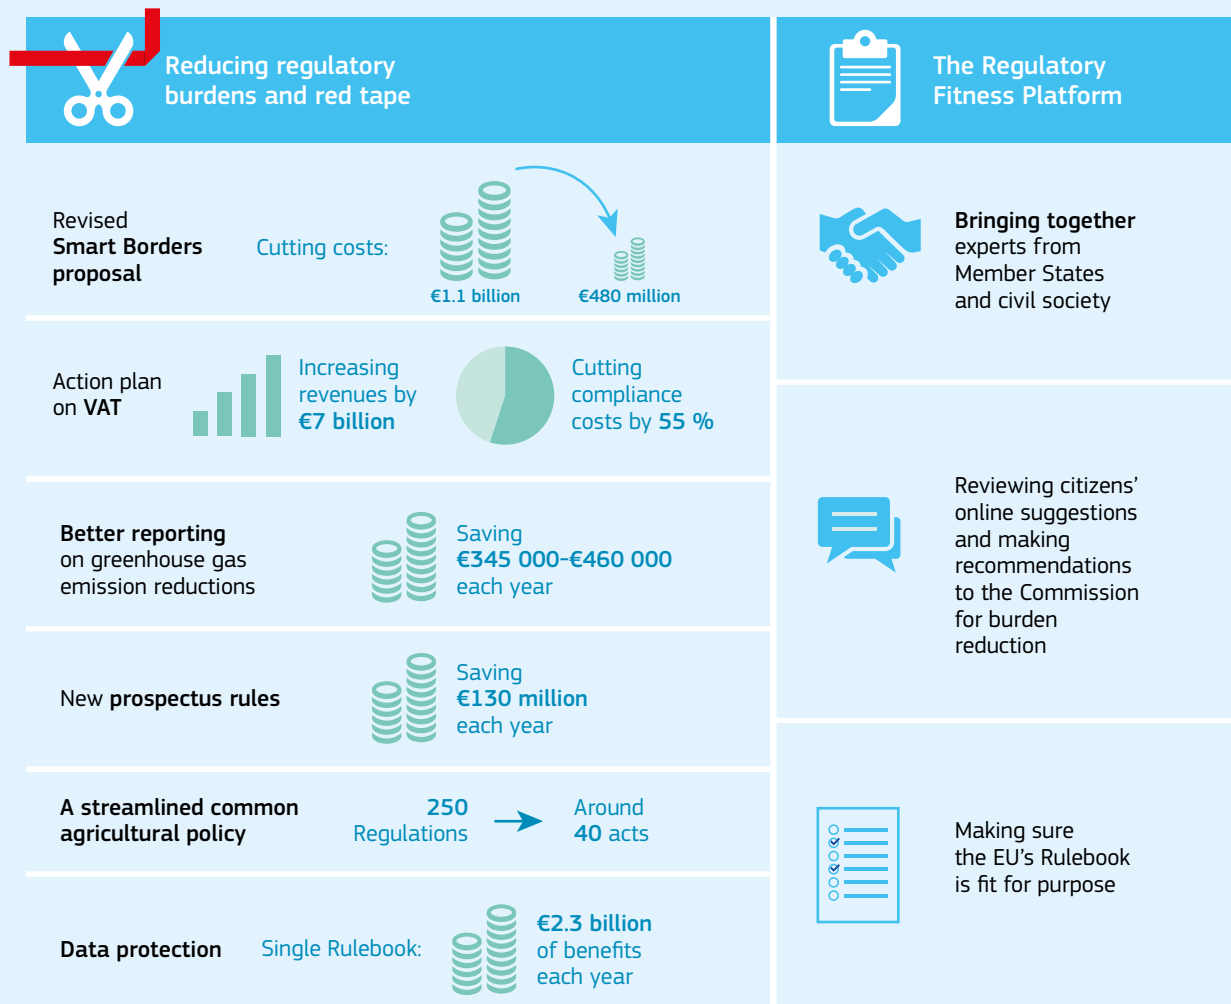 Reducing regulatory
burdens and red tape
Revised
Smart Borders
proposal
Cutting costs:
€1.1 billion
€480 million
Action plan
on VAT
Increasing
revenues by
€7 billion
Cutting
compliance
costs by 55 %
Better reporting
on greenhouse gas
emission reductions
Saving
€345 000-€460 000
each year
New prospectus rules
Saving
€130 million
each year
A streamlined common
agricultural policy
250
Regulations
Around
40 acts
Data protection
Single Rulebook:
€2.3 billion
of benefits
each year
The Regulatory
Fitness Platform
Bringing together
experts from
Member States
and civil society
Reviewing citizens’
online suggestions
and making
recommendations
to the Commission
for burden
reduction
Making sure
the EU’s Rulebook
is fit for purpose